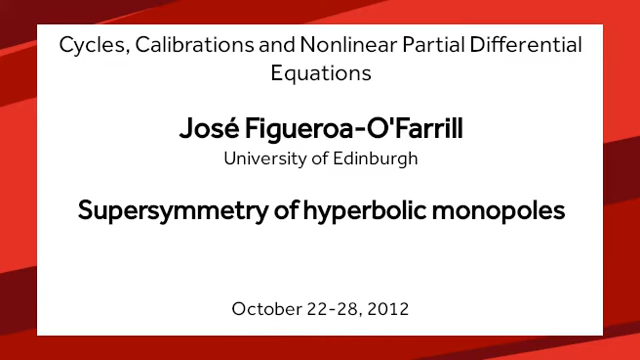 Cycles, Calibrations and Nonlinear Partial Differential
Equations
José Figueroa-O'Farrill
University of Edinburgh
Supersymmetry of hyperbolic monopoles
October 22-28, 2012